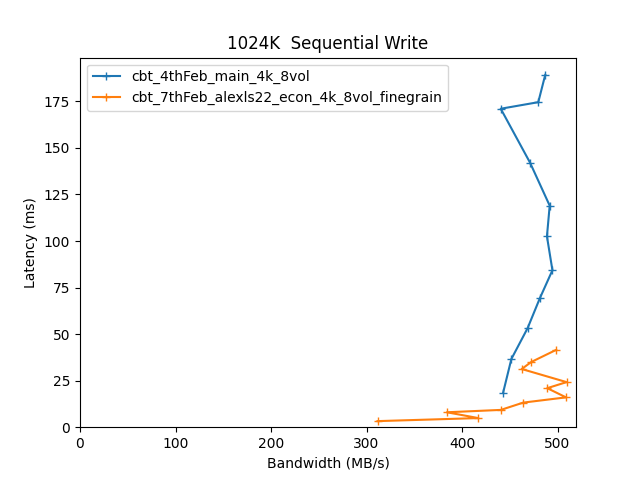 1024K  Sequential Write
cbt_4thFeb_main_4k_8vol
cbt_7thFeb_alexls22_econ_4k_8vol_finegrain
175
150
125
100
75
50
25
0
Latency (ms)
0 100 200 300 400 500
Bandwidth (MB/s)